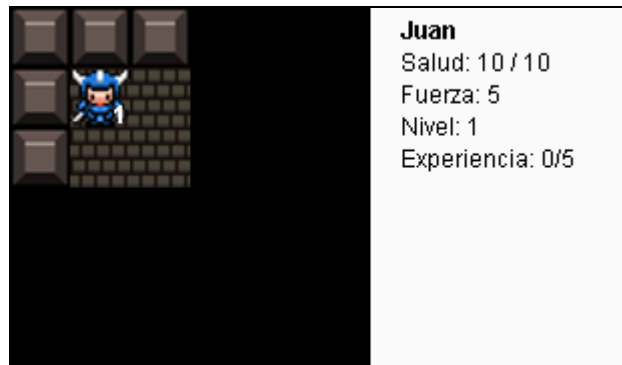 Juan
Salud: 10 / 10
Fuerza: 5
Nivel: 1
Experiencia: 0/5